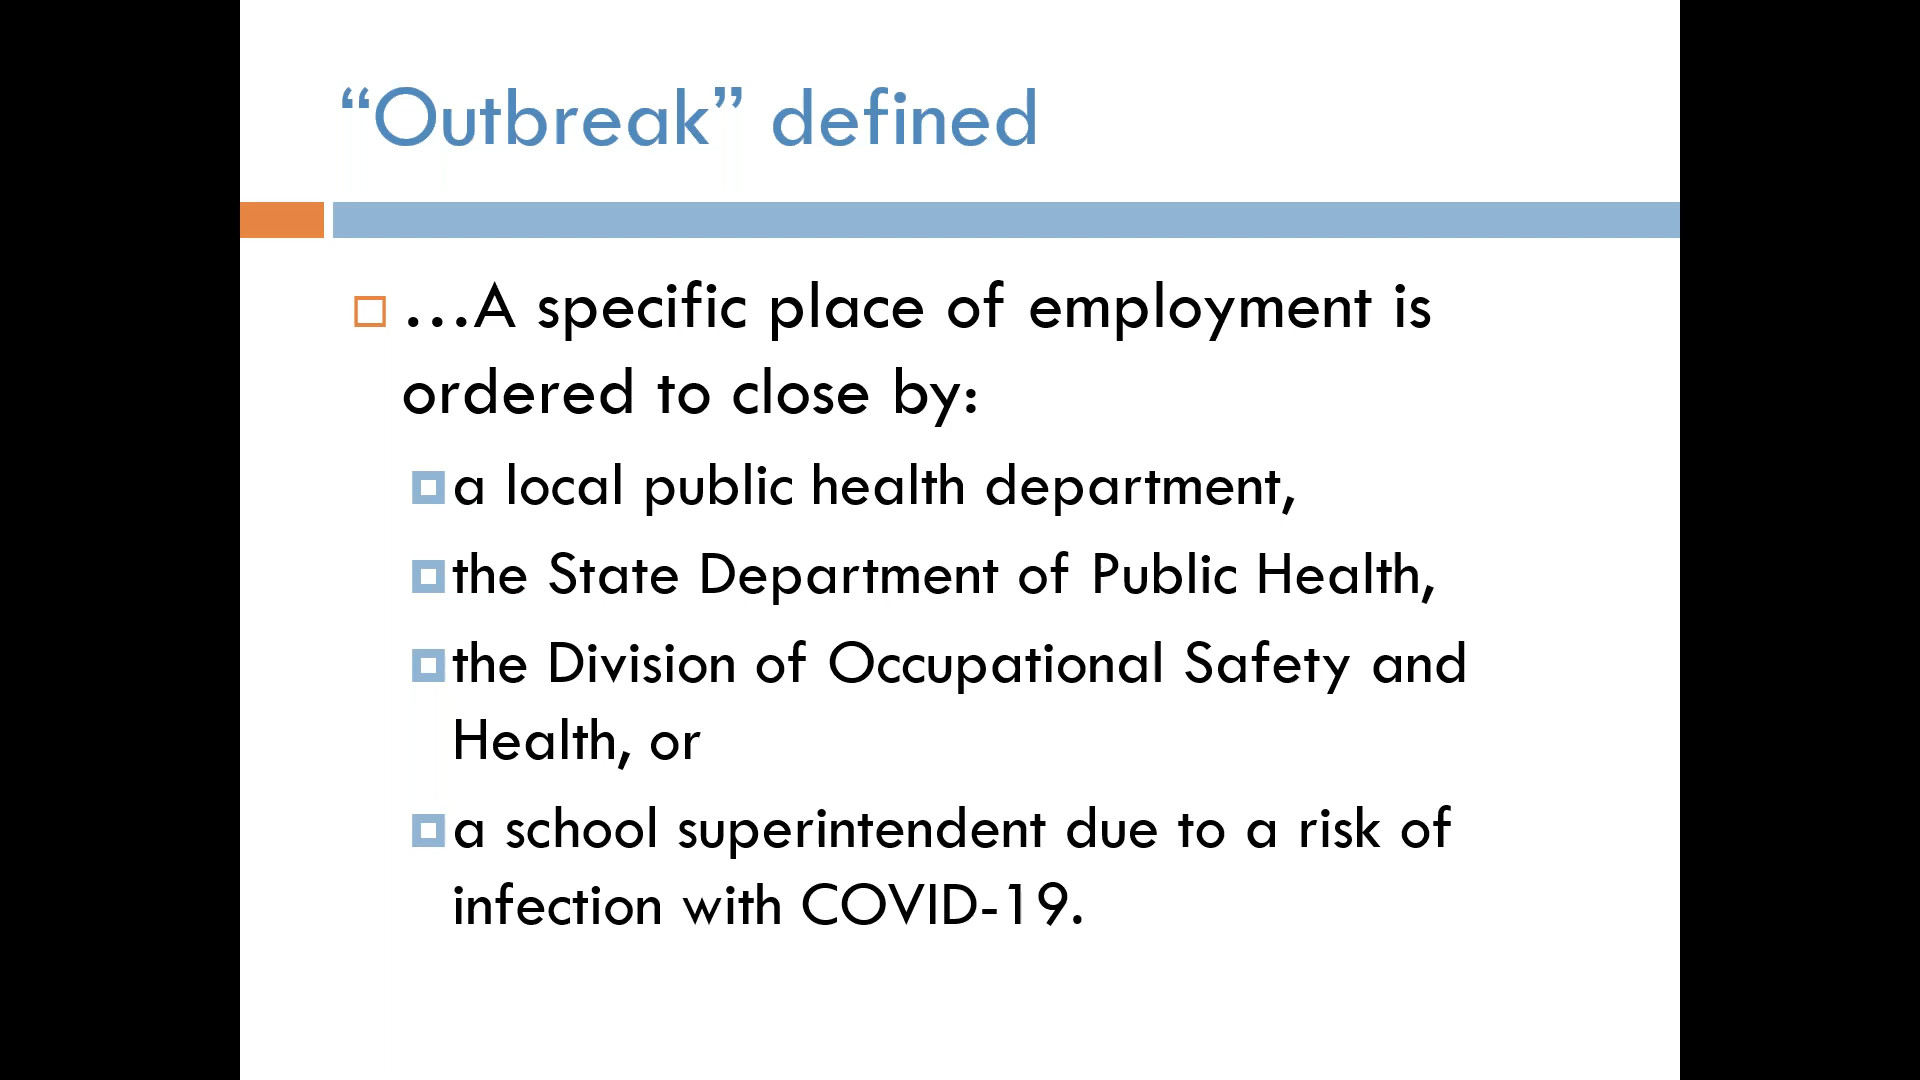 “Outbreak” defined
…A specific place of employment is
ordered to close by:
a local public health department,
the State Department of Public Health,
the Division of Occupational Safety and
Health, or
a school superintendent due to a risk of
infection with COVID-19.